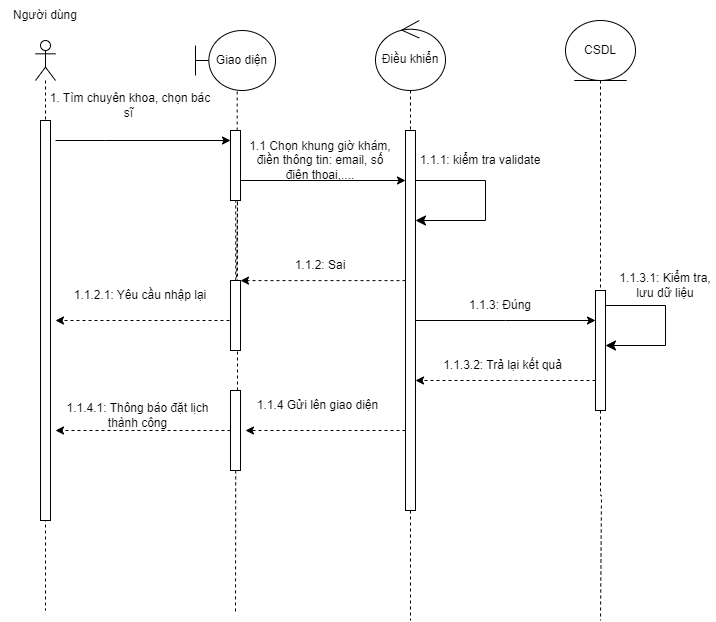 Người dùng
Giao diện
Điều khiển
CSDL
1. Tìm chuyên khoa, chọn bác
sĩ
1.1 Chọn khung giờ khám,
điền thông tin: email, số
điên thoai,....
1.1.1: kiểm tra validate
1.1.2: Sai
1.1.2.1: Yêu cầu nhập lại
1.1.3: Đúng
1.1.3.1: Kiểm tra,
lưu dữ liệu
1.1.3.2: Trả lại kết quả
1.1.4 Gửi lên giao diện
1.1.4.1: Thông báo đặt lịch
thành công